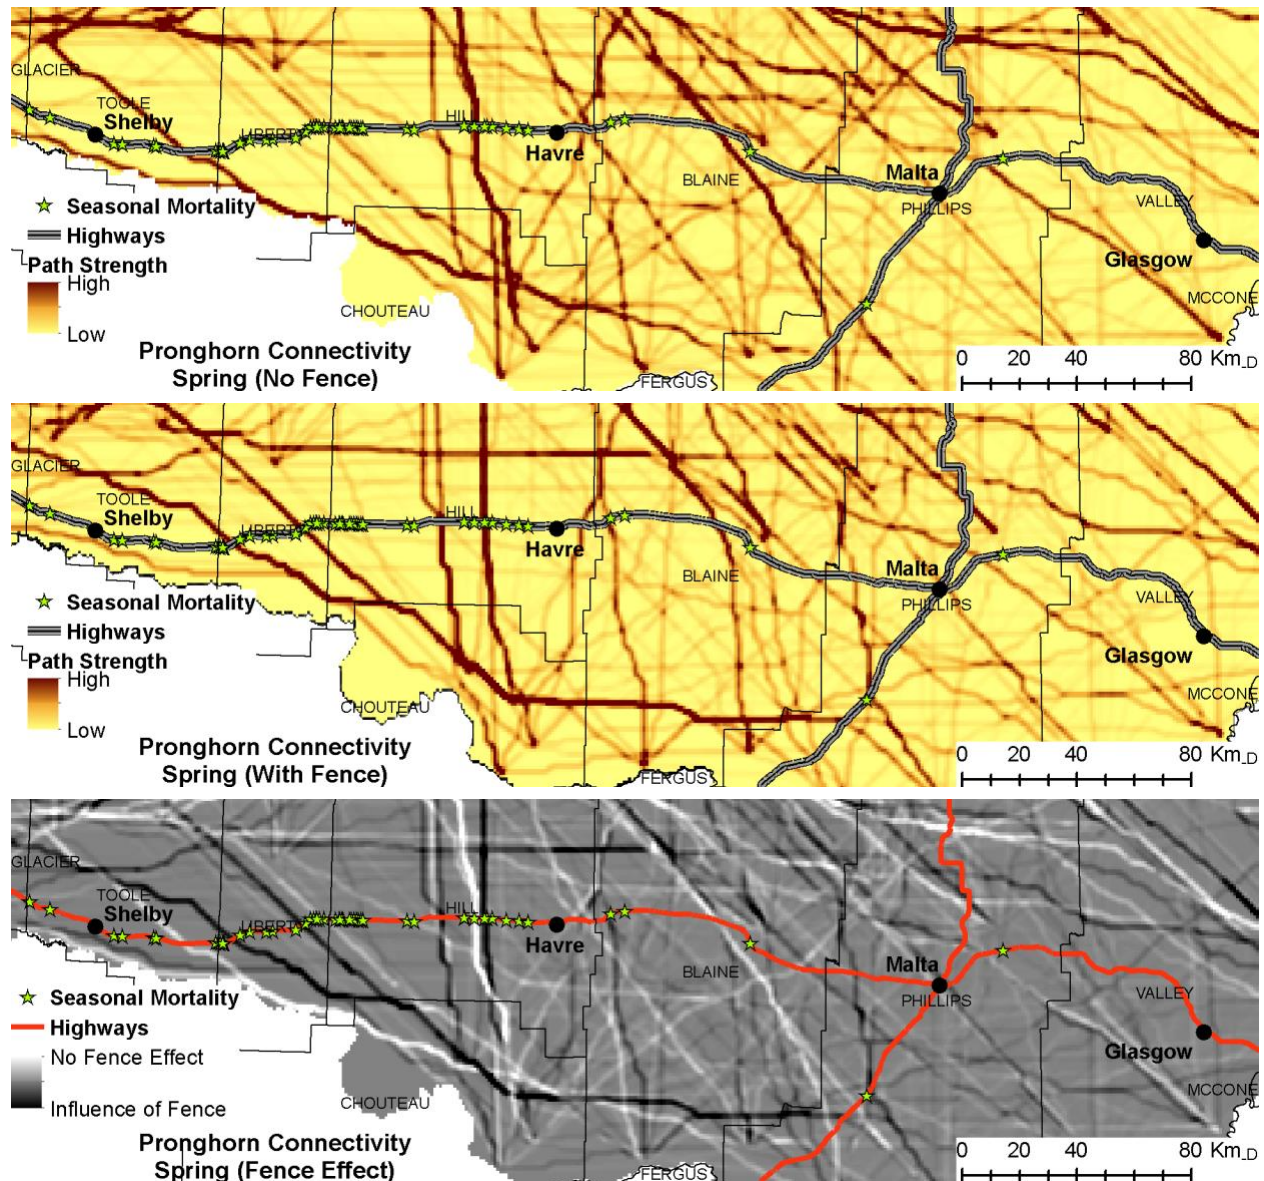 GLACIER
TOOLE
Shelby
LIBERTY
HILL
Havre
BLAINE
Malta
PHILLIPS
VALLEY
Glasgow
MCCONE
CHOUTEAU
FERGUS
Seasonal Mortality
Highways
Path Strength
High
Low
Pronghorn Connectivity
Spring (No Fence)
0 20 40 80 Km
GLACIER
TOOLE
Shelby
HILL
Havre
BLAINE
Malta
PHILLIPS
VALLEY
Glasgow
MCCONE
CHOUTEAU
FERGUS
Seasonal Mortality
Highways
Path Strength
High
Low
Pronghorn Connectivity
Spring (With Fence)
0 20 40 80 Km
GLACIER
TOOLE
Shelby
HILL
Havre
BLAINE
Malta
PHILLIPS
VALLEY
Glasgow
MCCONE
CHOUTEAU
FERGUS
Seasonal Mortality
Highways
No Fence Effect
Influence of Fence
Pronghorn Connectivity
Spring (Fence Effect)
0 20 40 80 Km